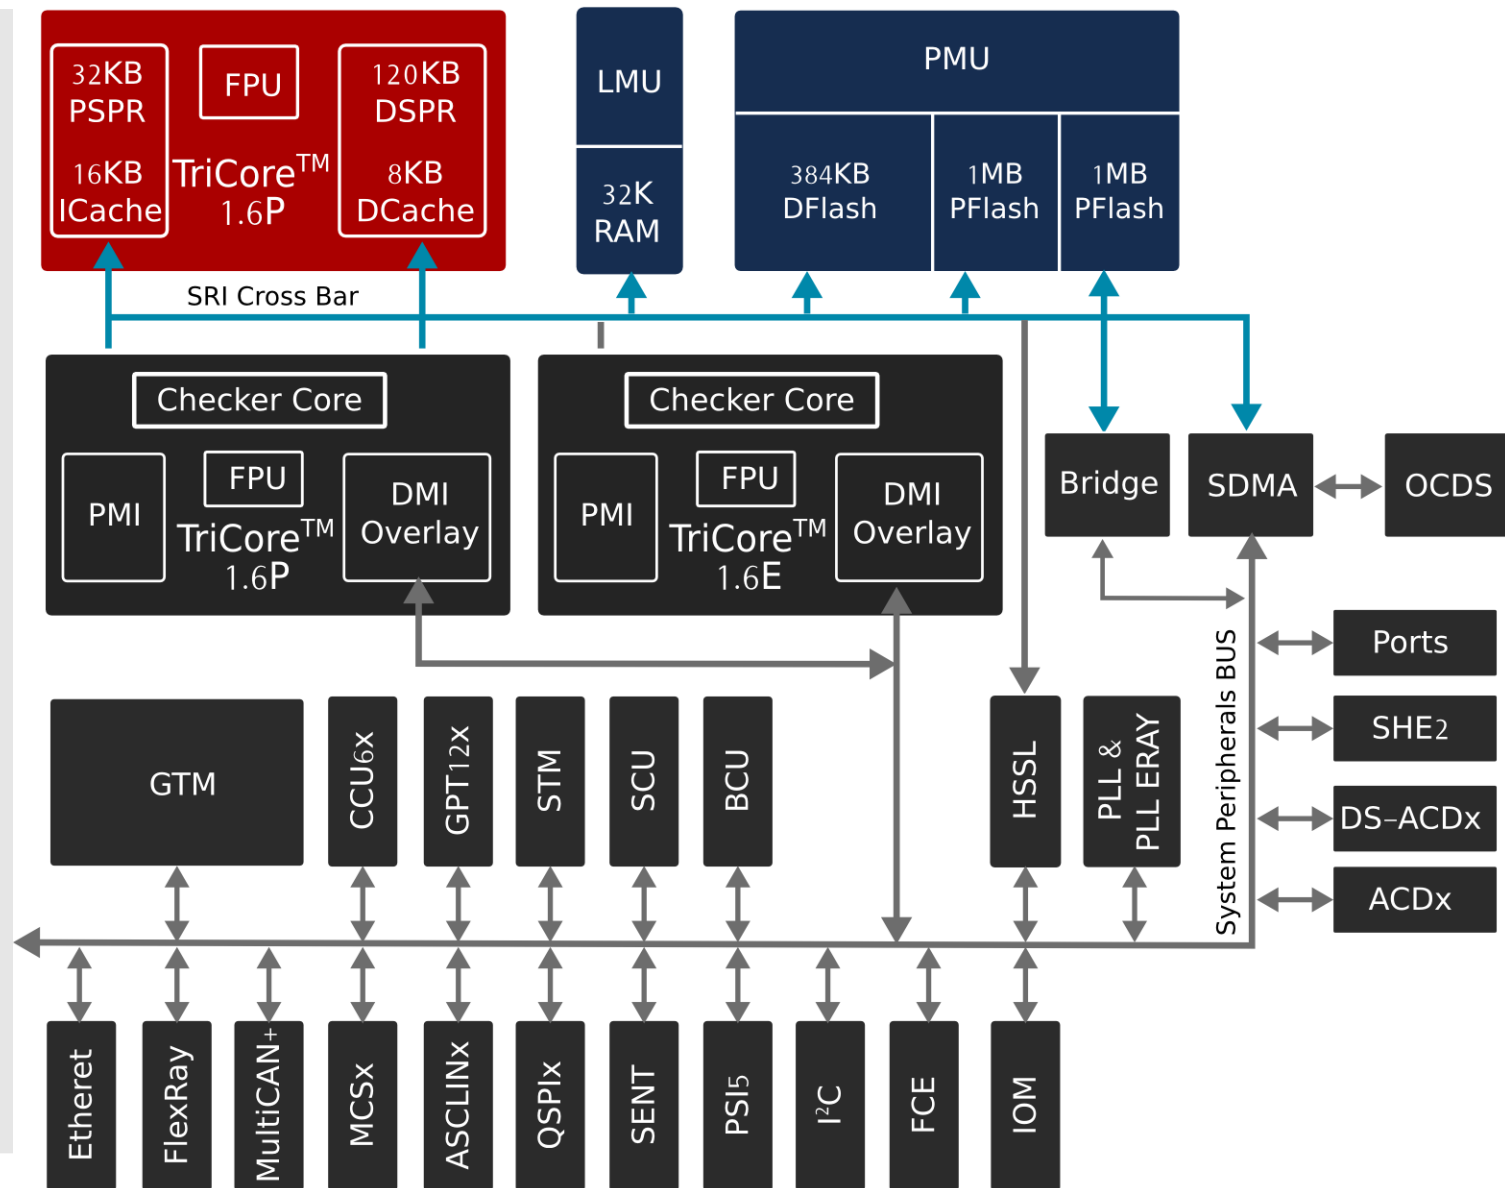 32KB
PSPR
16KB
ICache
FPU
TriCore™
1.6P
120KB
DSPR
8KB
DCache
LMU
32K
RAM
PMU
384KB
DFlash
1MB
PFlash
1MB
PFlash
SRI Cross Bar
Checker Core
PMI
FPU
TriCore™
1.6P
DMI
Overlay
Checker Core
PMI
FPU
TriCore™
1.6E
DMI
Overlay
Bridge
SDMA
OCDS
System Peripherals BUS
Ports
SHE2
DS-ACDx
ACDx
GTM
CCU6x
GPT12x
STM
SCU
BCU
HSSL
PLL &
PLL ERAY
Etheret
FlexRay
MultiCAN+
MCSx
ASCLINx
QSPIx
SENT
PSI5
I²C
FCE
IOM